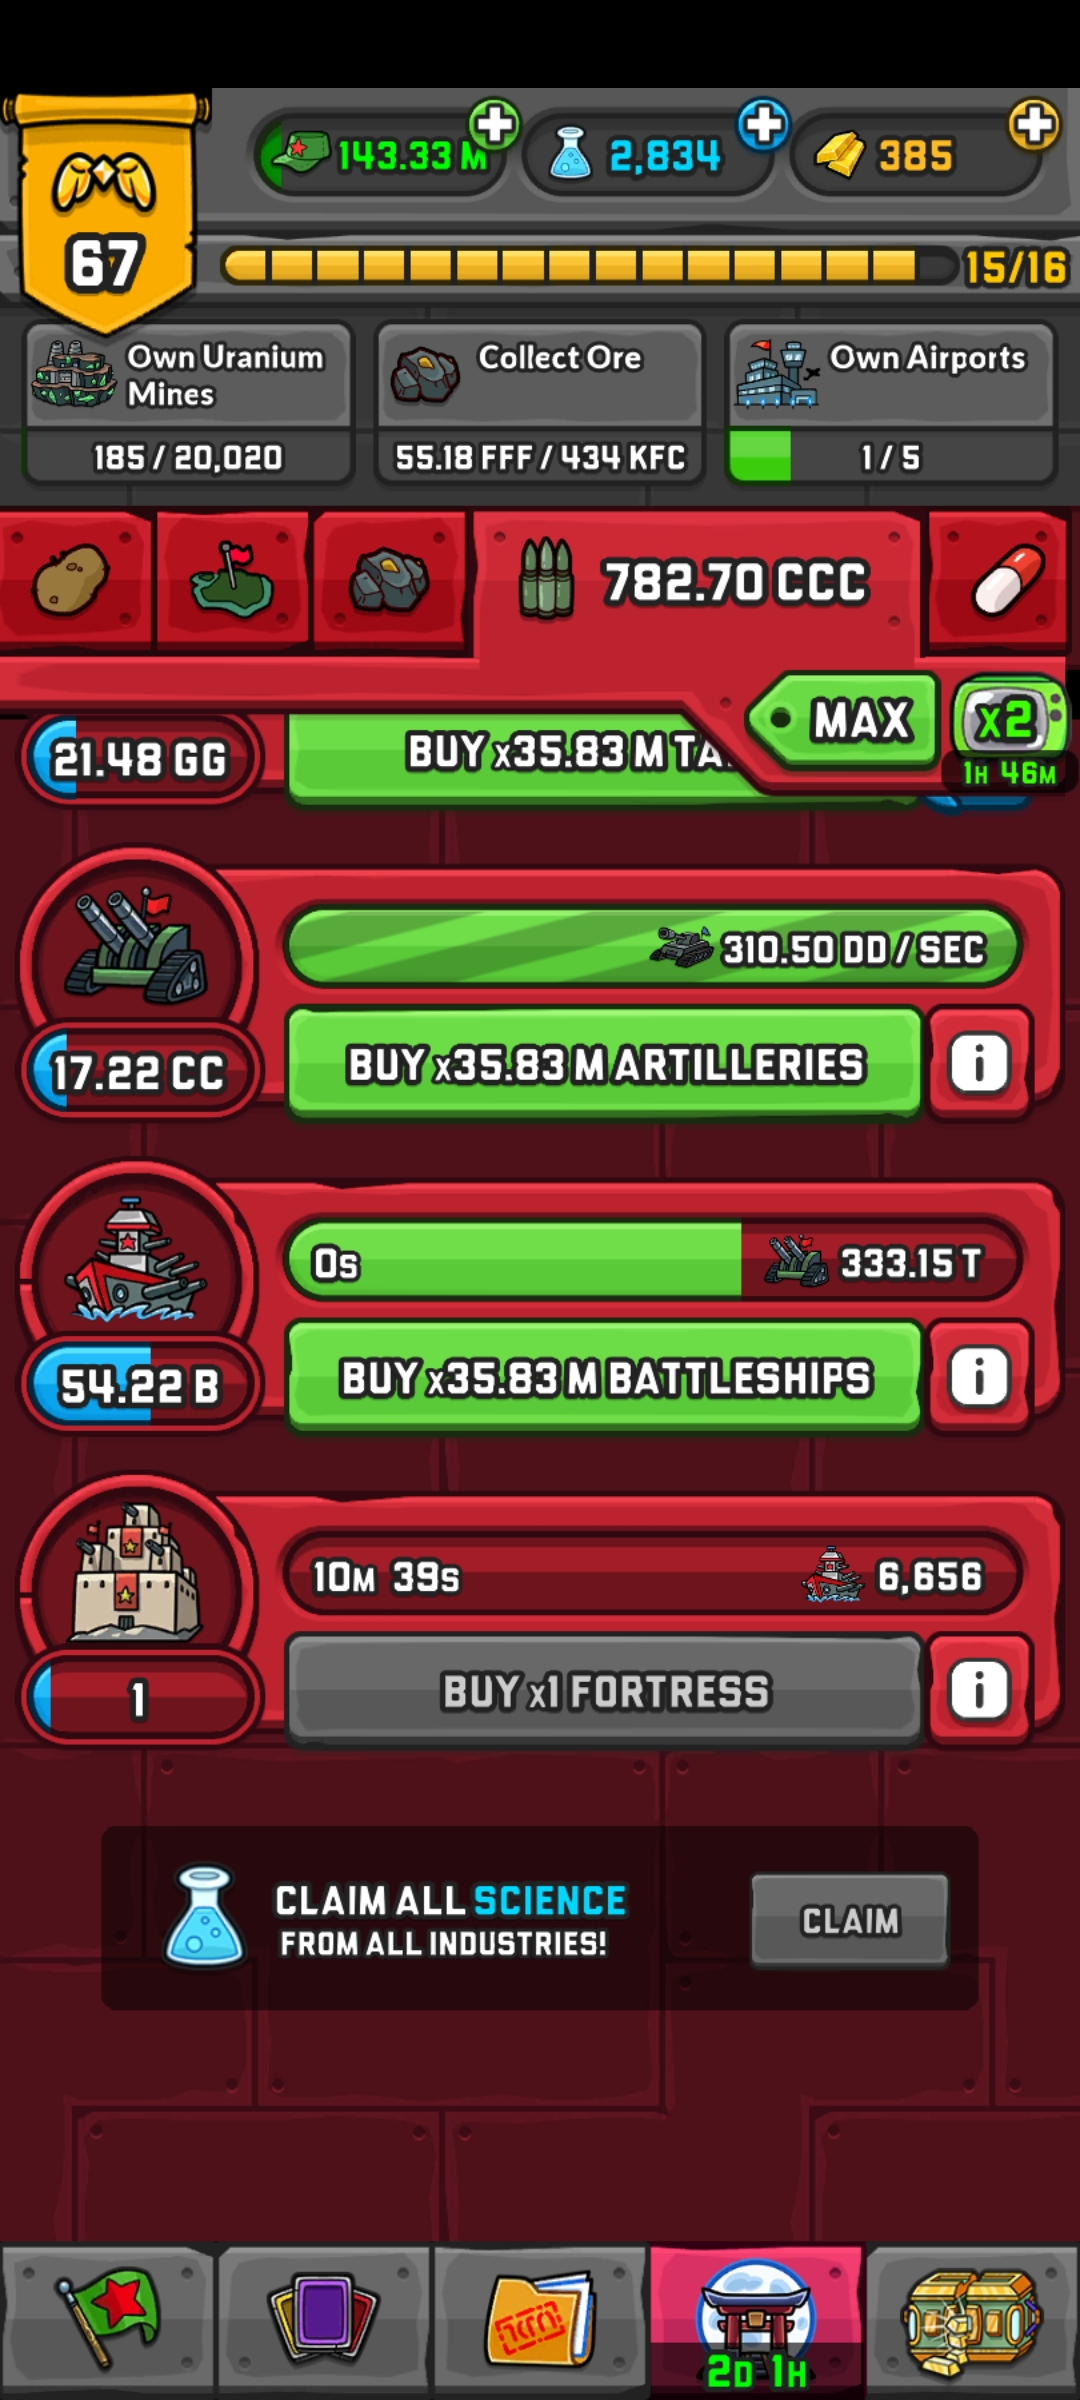 143.33 M
2,834
385
67
15/16
Own Uranium
Mines
185 / 20,020
Collect Ore
55.18 FFF / 434 KFC
Own Airports
1 / 5
782.70 CCC
MAX
x2
1H 46M
21.48 GG
BUY x35.83 M TA
310.50 DD / SEC
17.22 CC
BUY x35.83 M ARTILLERIES
i
0s
333.15 T
54.22 B
BUY x35.83 M BATTLESHIPS
i
10M 39s
6,656
1
BUY x1 FORTRESS
i
CLAIM ALL SCIENCE
FROM ALL INDUSTRIES!
CLAIM
2D 1H